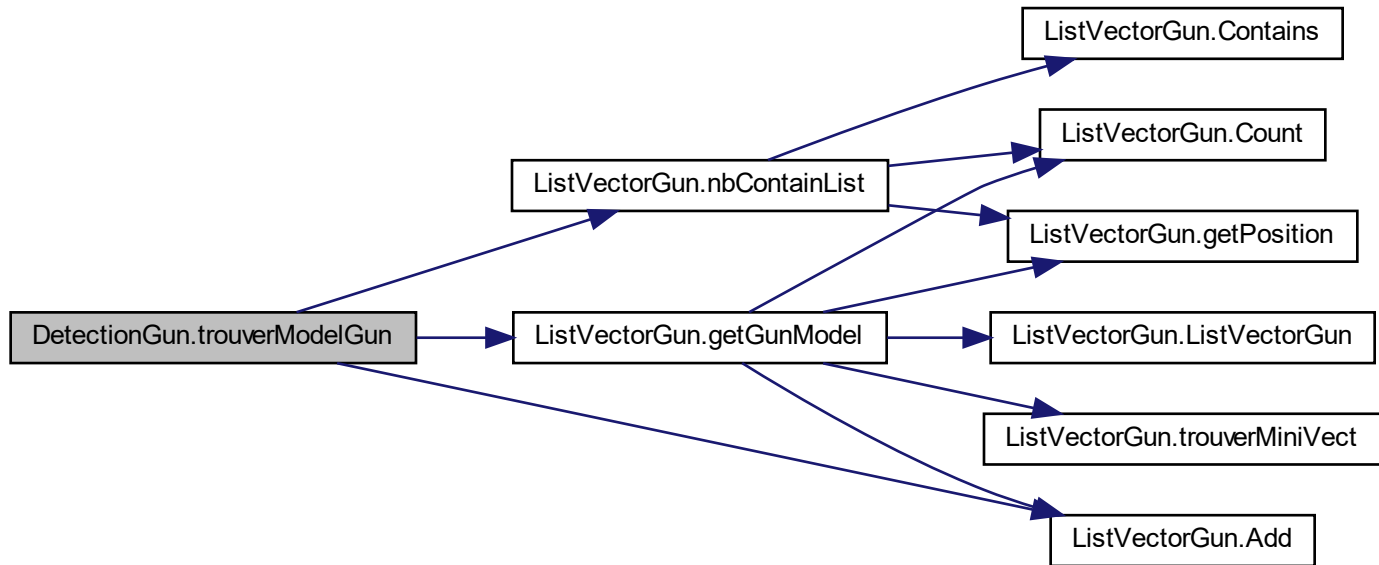 ListVectorGun.Contains
ListVectorGun.Count
ListVectorGun.nbContainList
ListVectorGun.getPosition
DetectionGun.trouverModelGun
ListVectorGun.getGunModel
ListVectorGun.ListVectorGun
ListVectorGun.trouverMiniVect
ListVectorGun.Add